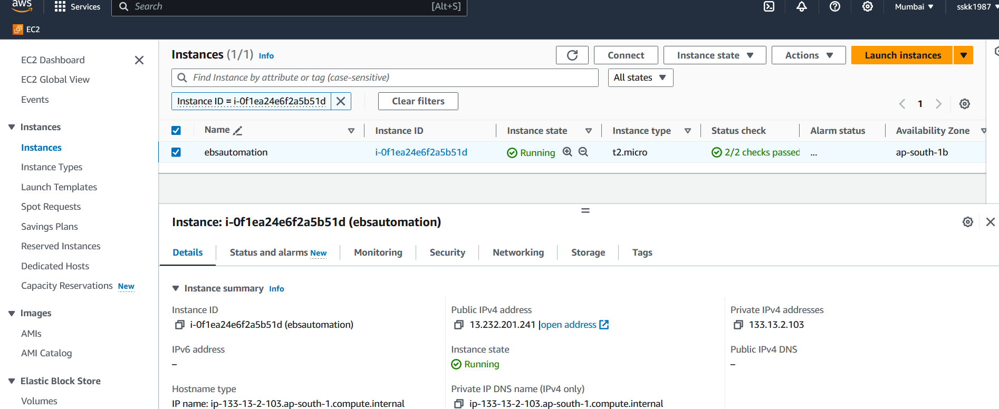 aws
Services
Search
[Alt+S]
Mumbai
sskk1987
EC2
EC2 Dashboard
EC2 Global View
Events
Instances
Instances
Instance Types
Launch Templates
Spot Requests
Savings Plans
Reserved Instances
Dedicated Hosts
Capacity Reservations New
Images
AMIs
AMI Catalog
Elastic Block Store
Volumes
Instances (1/1) Info
Connect
Instance state
Actions
Launch instances
Find Instance by attribute or tag (case-sensitive)
All states
Instance ID = i-0f1ea24e6f2a5b51d
Clear filters
1
Name Instance ID Instance state Instance type Status check Alarm status Availability Zone
ebsautomation i-0f1ea24e6f2a5b51d Running t2.micro 2/2 checks passed ... ap-south-1b
Instance: i-0f1ea24e6f2a5b51d (ebsautomation)
Details Status and alarms New Monitoring Security Networking Storage Tags
Instance summary Info
Instance ID
i-0f1ea24e6f2a5b51d (ebsautomation)
Public IPv4 address
13.232.201.241 |open address
Private IPv4 addresses
133.13.2.103
IPv6 address
–
Instance state
Running
Public IPv4 DNS
–
Hostname type
IP name: ip-133-13-2-103.ap-south-1.compute.internal
Private IP DNS name (IPv4 only)
ip-133-13-2-103.ap-south-1.compute.internal